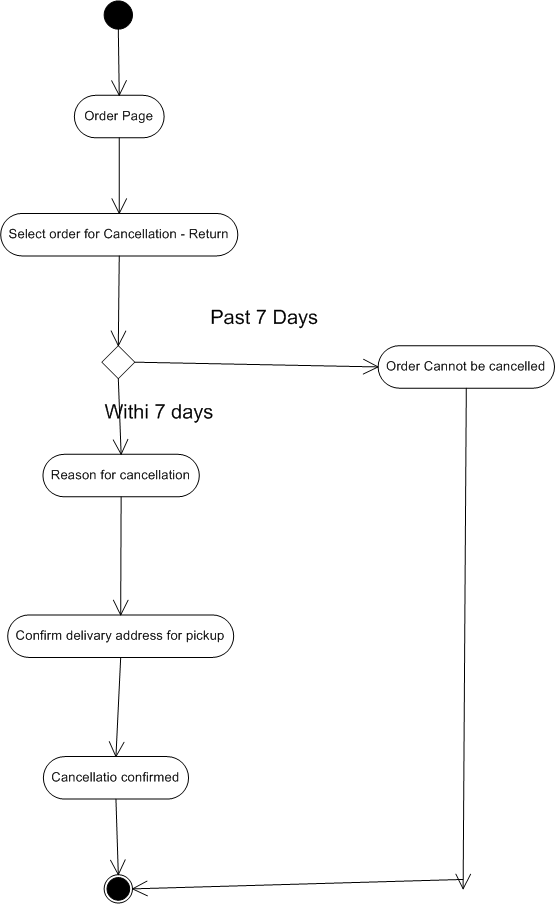 Order Page
Select order for Cancellation - Return
Past 7 Days
Order Cannot be cancelled
Withi 7 days
Reason for cancellation
Confirm delivary address for pickup
Cancellatio confirmed